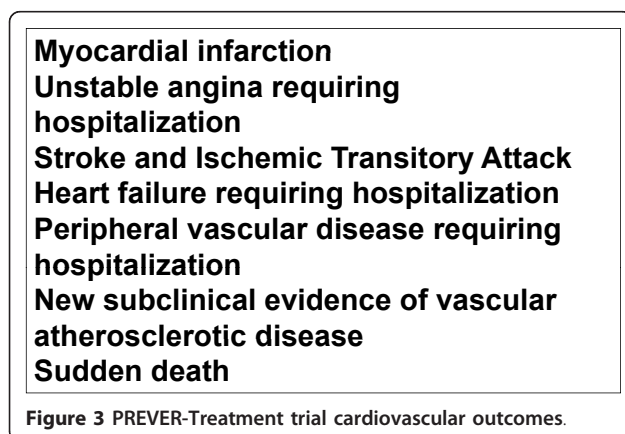 Myocardial infarction
Unstable angina requiring
hospitalization
Stroke and Ischemic Transitory Attack
Heart failure requiring hospitalization
Peripheral vascular disease requiring
hospitalization
New subclinical evidence of vascular
atherosclerotic disease
Sudden death
Figure 3 PREVER-Treatment trial cardiovascular outcomes.